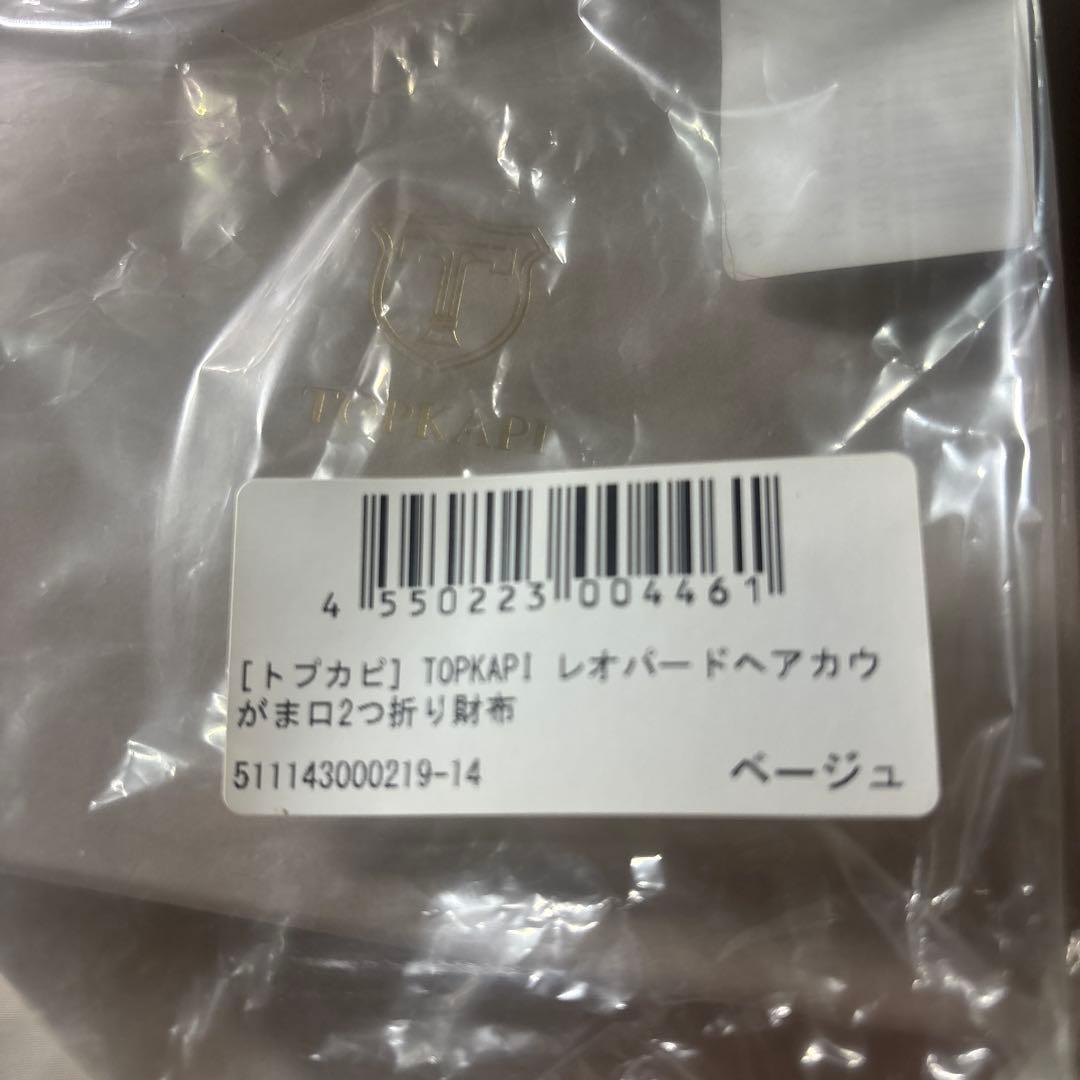 T
TOPKAPI
4 550223 004461
[トプカピ] TOPKAPI レオパードヘアカウ
がま口2つ折り財布
511143000219-14
ベージュ